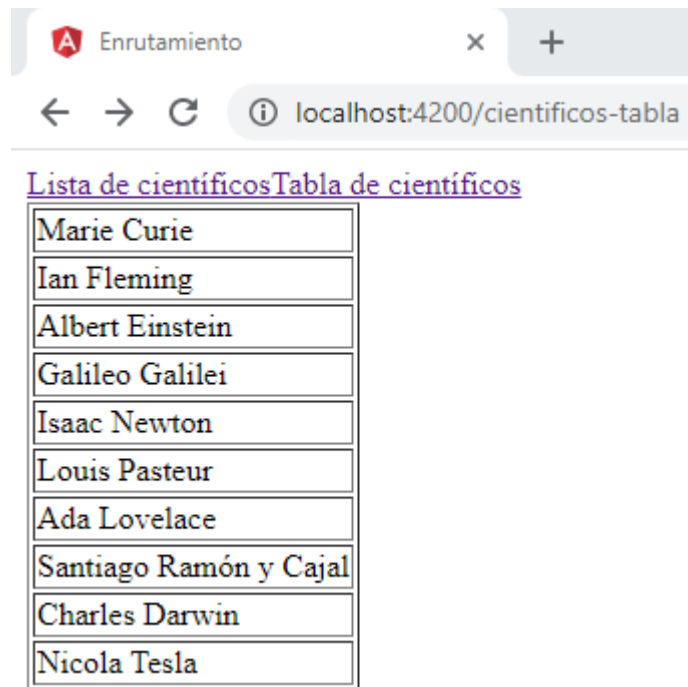 Enrutamiento
localhost:4200/cientificos-tabla
Lista de científicosTabla de científicos
Marie Curie
Ian Fleming
Albert Einstein
Galileo Galilei
Isaac Newton
Louis Pasteur
Ada Lovelace
Santiago Ramón y Cajal
Charles Darwin
Nicola Tesla